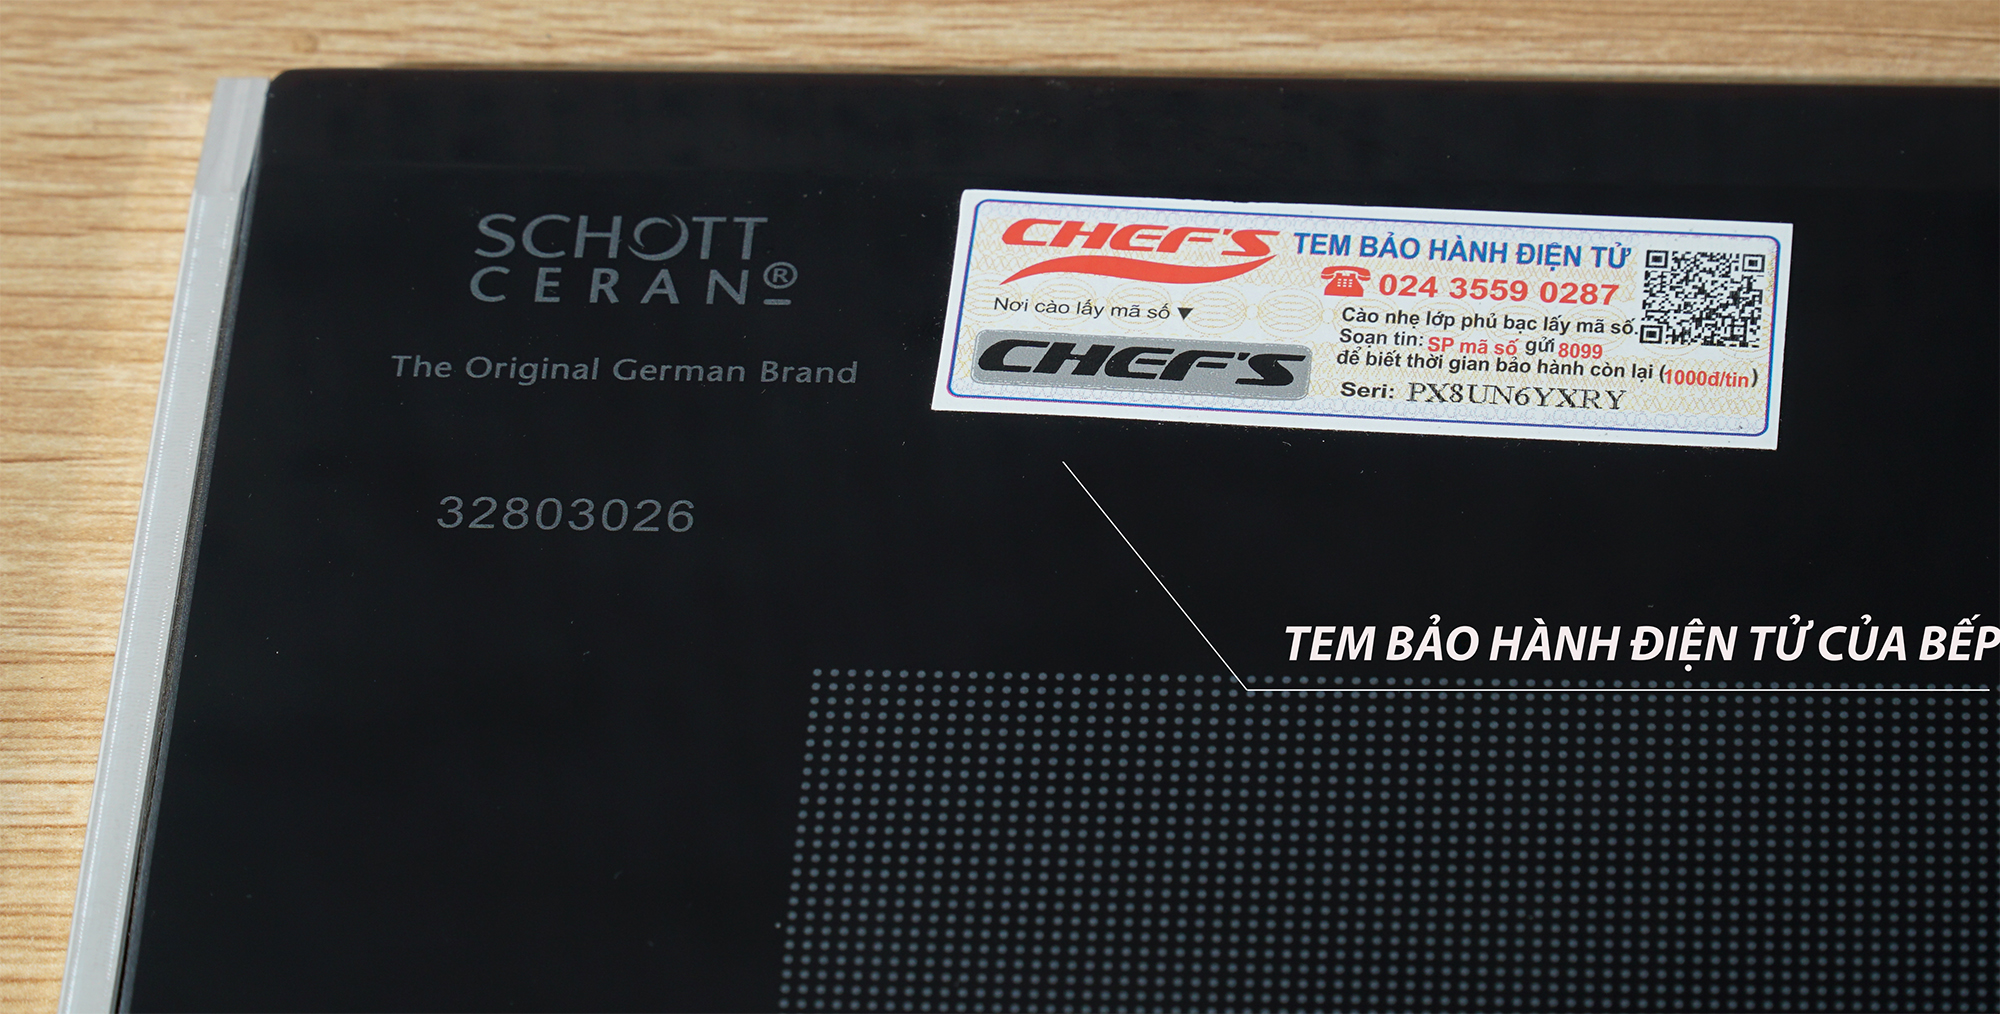 SCHOTT
CERAN®
The Original German Brand
32803026
CHEF'S
Nơi cào lấy mã số ▼
CHEF'S
TEM BẢO HÀNH ĐIỆN TỬ
☎ 024 3559 0287
Cào nhẹ lớp phủ bạc lấy mã số.
Soạn tin: SP mã số gửi 8099
để biết thời gian bảo hành còn lại (1000đ/tin)
Seri: PX8UN6YXRY
TEM BẢO HÀNH ĐIỆN TỬ CỦA BẾP